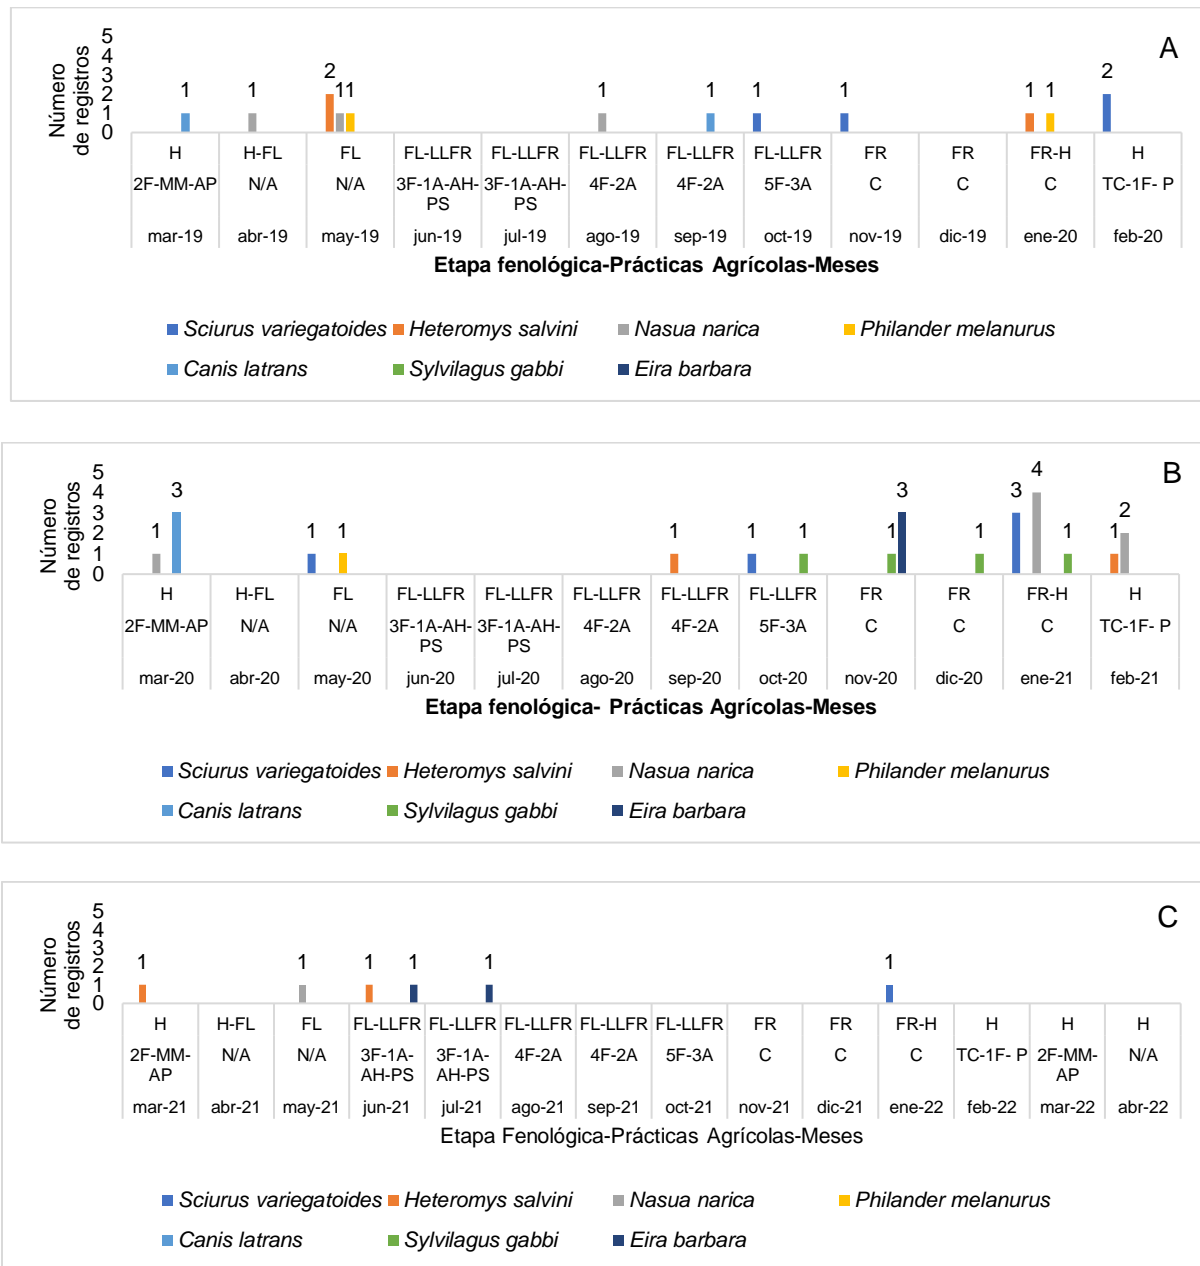 A
Número
de registros
5
4
3
2
1
0
1 1 2 1 1 1 1 1 1 1 1 2
H H-FL FL FL-LLFR FL-LLFR FL-LLFR FL-LLFR FL-LLFR FR FR FR-H H
2F-MM-AP N/A N/A 3F-1A-AH- 3F-1A-AH- 4F-2A 4F-2A 5F-3A C C C TC-1F- P
PS PS
mar-19 abr-19 may-19 jun-19 jul-19 ago-19 sep-19 oct-19 nov-19 dic-19 ene-20 feb-20
Etapa fenológica-Prácticas Agrícolas-Meses
Sciurus variegatoides Heteromys salvini Nasua narica Philander melanurus
Canis latrans Sylvilagus gabbi Eira barbara
B
Número
de registros
5
4
3
2
1
0
1 3 1 1 1 1 1 1 3 1 3 4 1 1 2
H H-FL FL FL-LLFR FL-LLFR FL-LLFR FL-LLFR FL-LLFR FR FR FR-H H
2F-MM-AP N/A N/A 3F-1A-AH- 3F-1A-AH- 4F-2A 4F-2A 5F-3A C C C TC-1F- P
PS PS
mar-20 abr-20 may-20 jun-20 jul-20 ago-20 sep-20 oct-20 nov-20 dic-20 ene-21 feb-21
Etapa fenológica- Prácticas Agrícolas-Meses
Sciurus variegatoides Heteromys salvini Nasua narica Philander melanurus
Canis latrans Sylvilagus gabbi Eira barbara
C
Número
de registros
5
4
3
2
1
0
1 1 1 1 1 1
H H-FL FL FL-LLFR FL-LLFR FL-LLFR FL-LLFR FL-LLFR FR FR FR-H H H H
2F-MM- N/A N/A 3F-1A- 3F-1A- 4F-2A 4F-2A 5F-3A C C C TC-1F- P 2F-MM- N/A
AP AH-PS AH-PS AP
mar-21 abr-21 may-21 jun-21 jul-21 ago-21 sep-21 oct-21 nov-21 dic-21 ene-22 feb-22 mar-22 abr-22
Etapa Fenológica-Prácticas Agrícolas-Meses
Sciurus variegatoides Heteromys salvini Nasua narica Philander melanurus
Canis latrans Sylvilagus gabbi Eira barbara